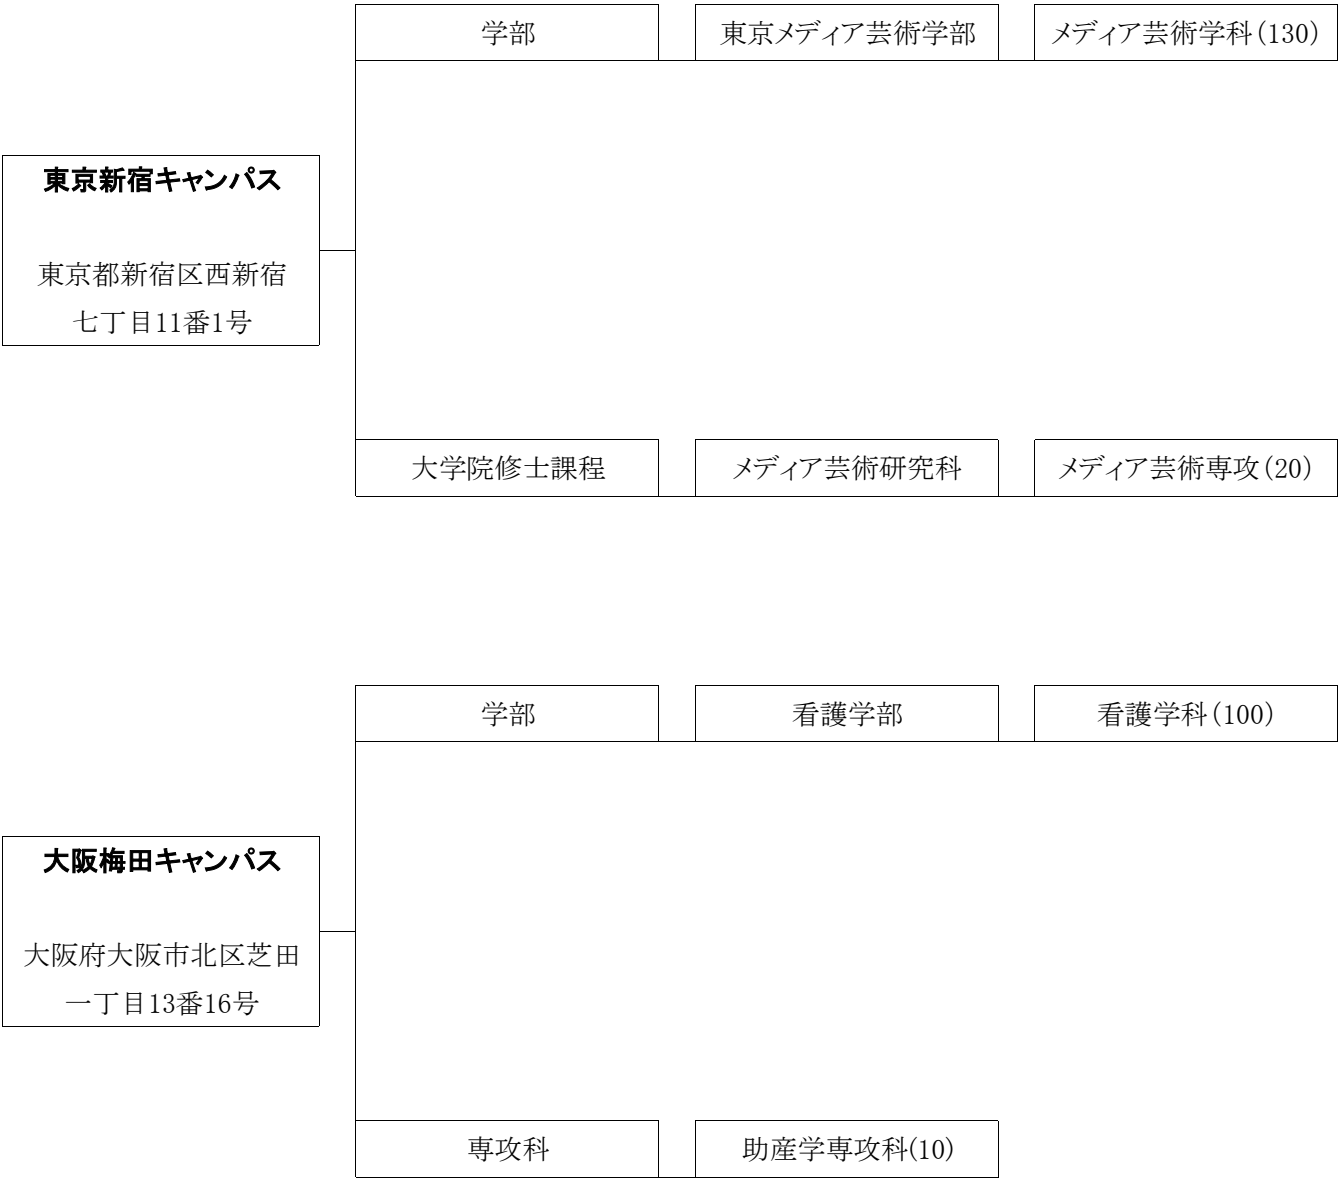 学部
東京メディア芸術学部
メディア芸術学科(130)
東京新宿キャンパス
東京都新宿区西新宿
七丁目11番1号
大学院修士課程
メディア芸術研究科
メディア芸術専攻(20)
学部
看護学部
看護学科(100)
大阪梅田キャンパス
大阪府大阪市北区芝田
一丁目13番16号
専攻科
助産学専攻科(10)